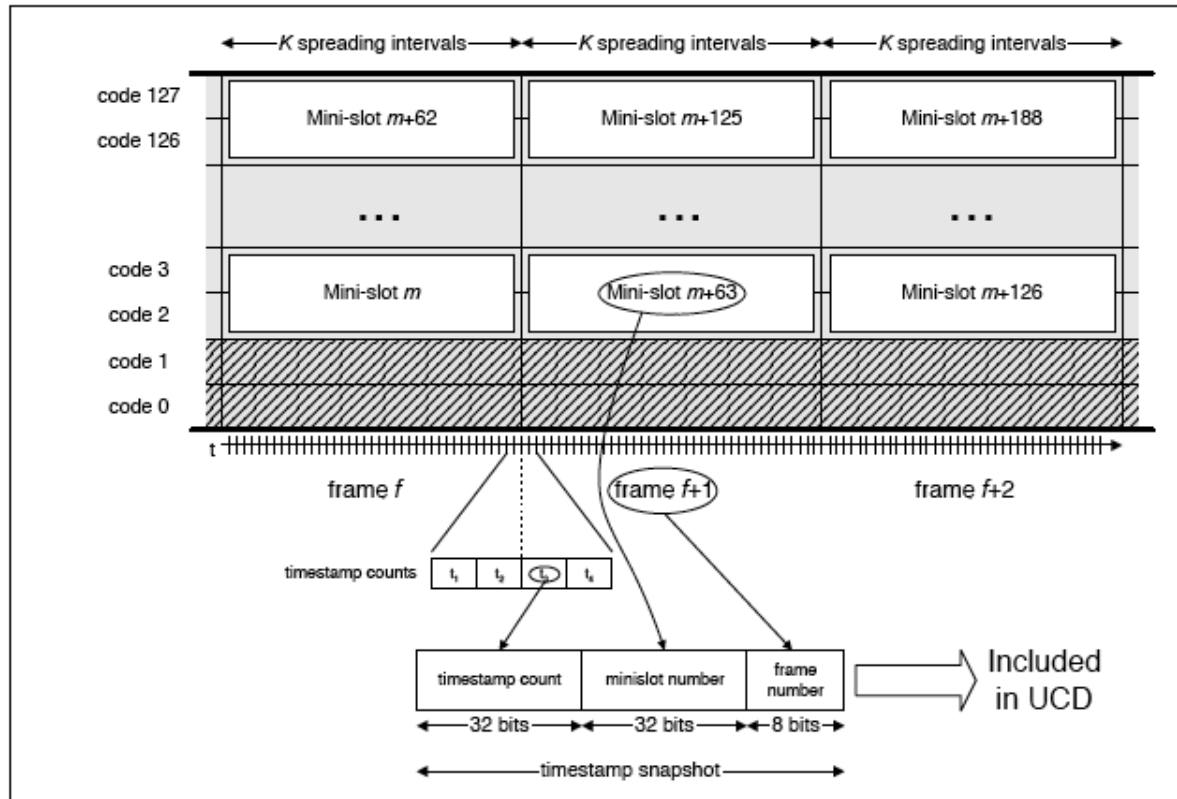 K spreading intervals K spreading intervals K spreading intervals
code 127
Mini-slot m+62 Mini-slot m+125 Mini-slot m+188
code 126
... ... ...
code 3
Mini-slot m Mini-slot m+63 Mini-slot m+126
code 2
code 1
code 0
t
frame f frame f+1 frame f+2
timestamp counts t₁ t₂ t₃ t₄
timestamp count minislot number frame number
Included in UCD
32 bits 32 bits 8 bits
timestamp snapshot